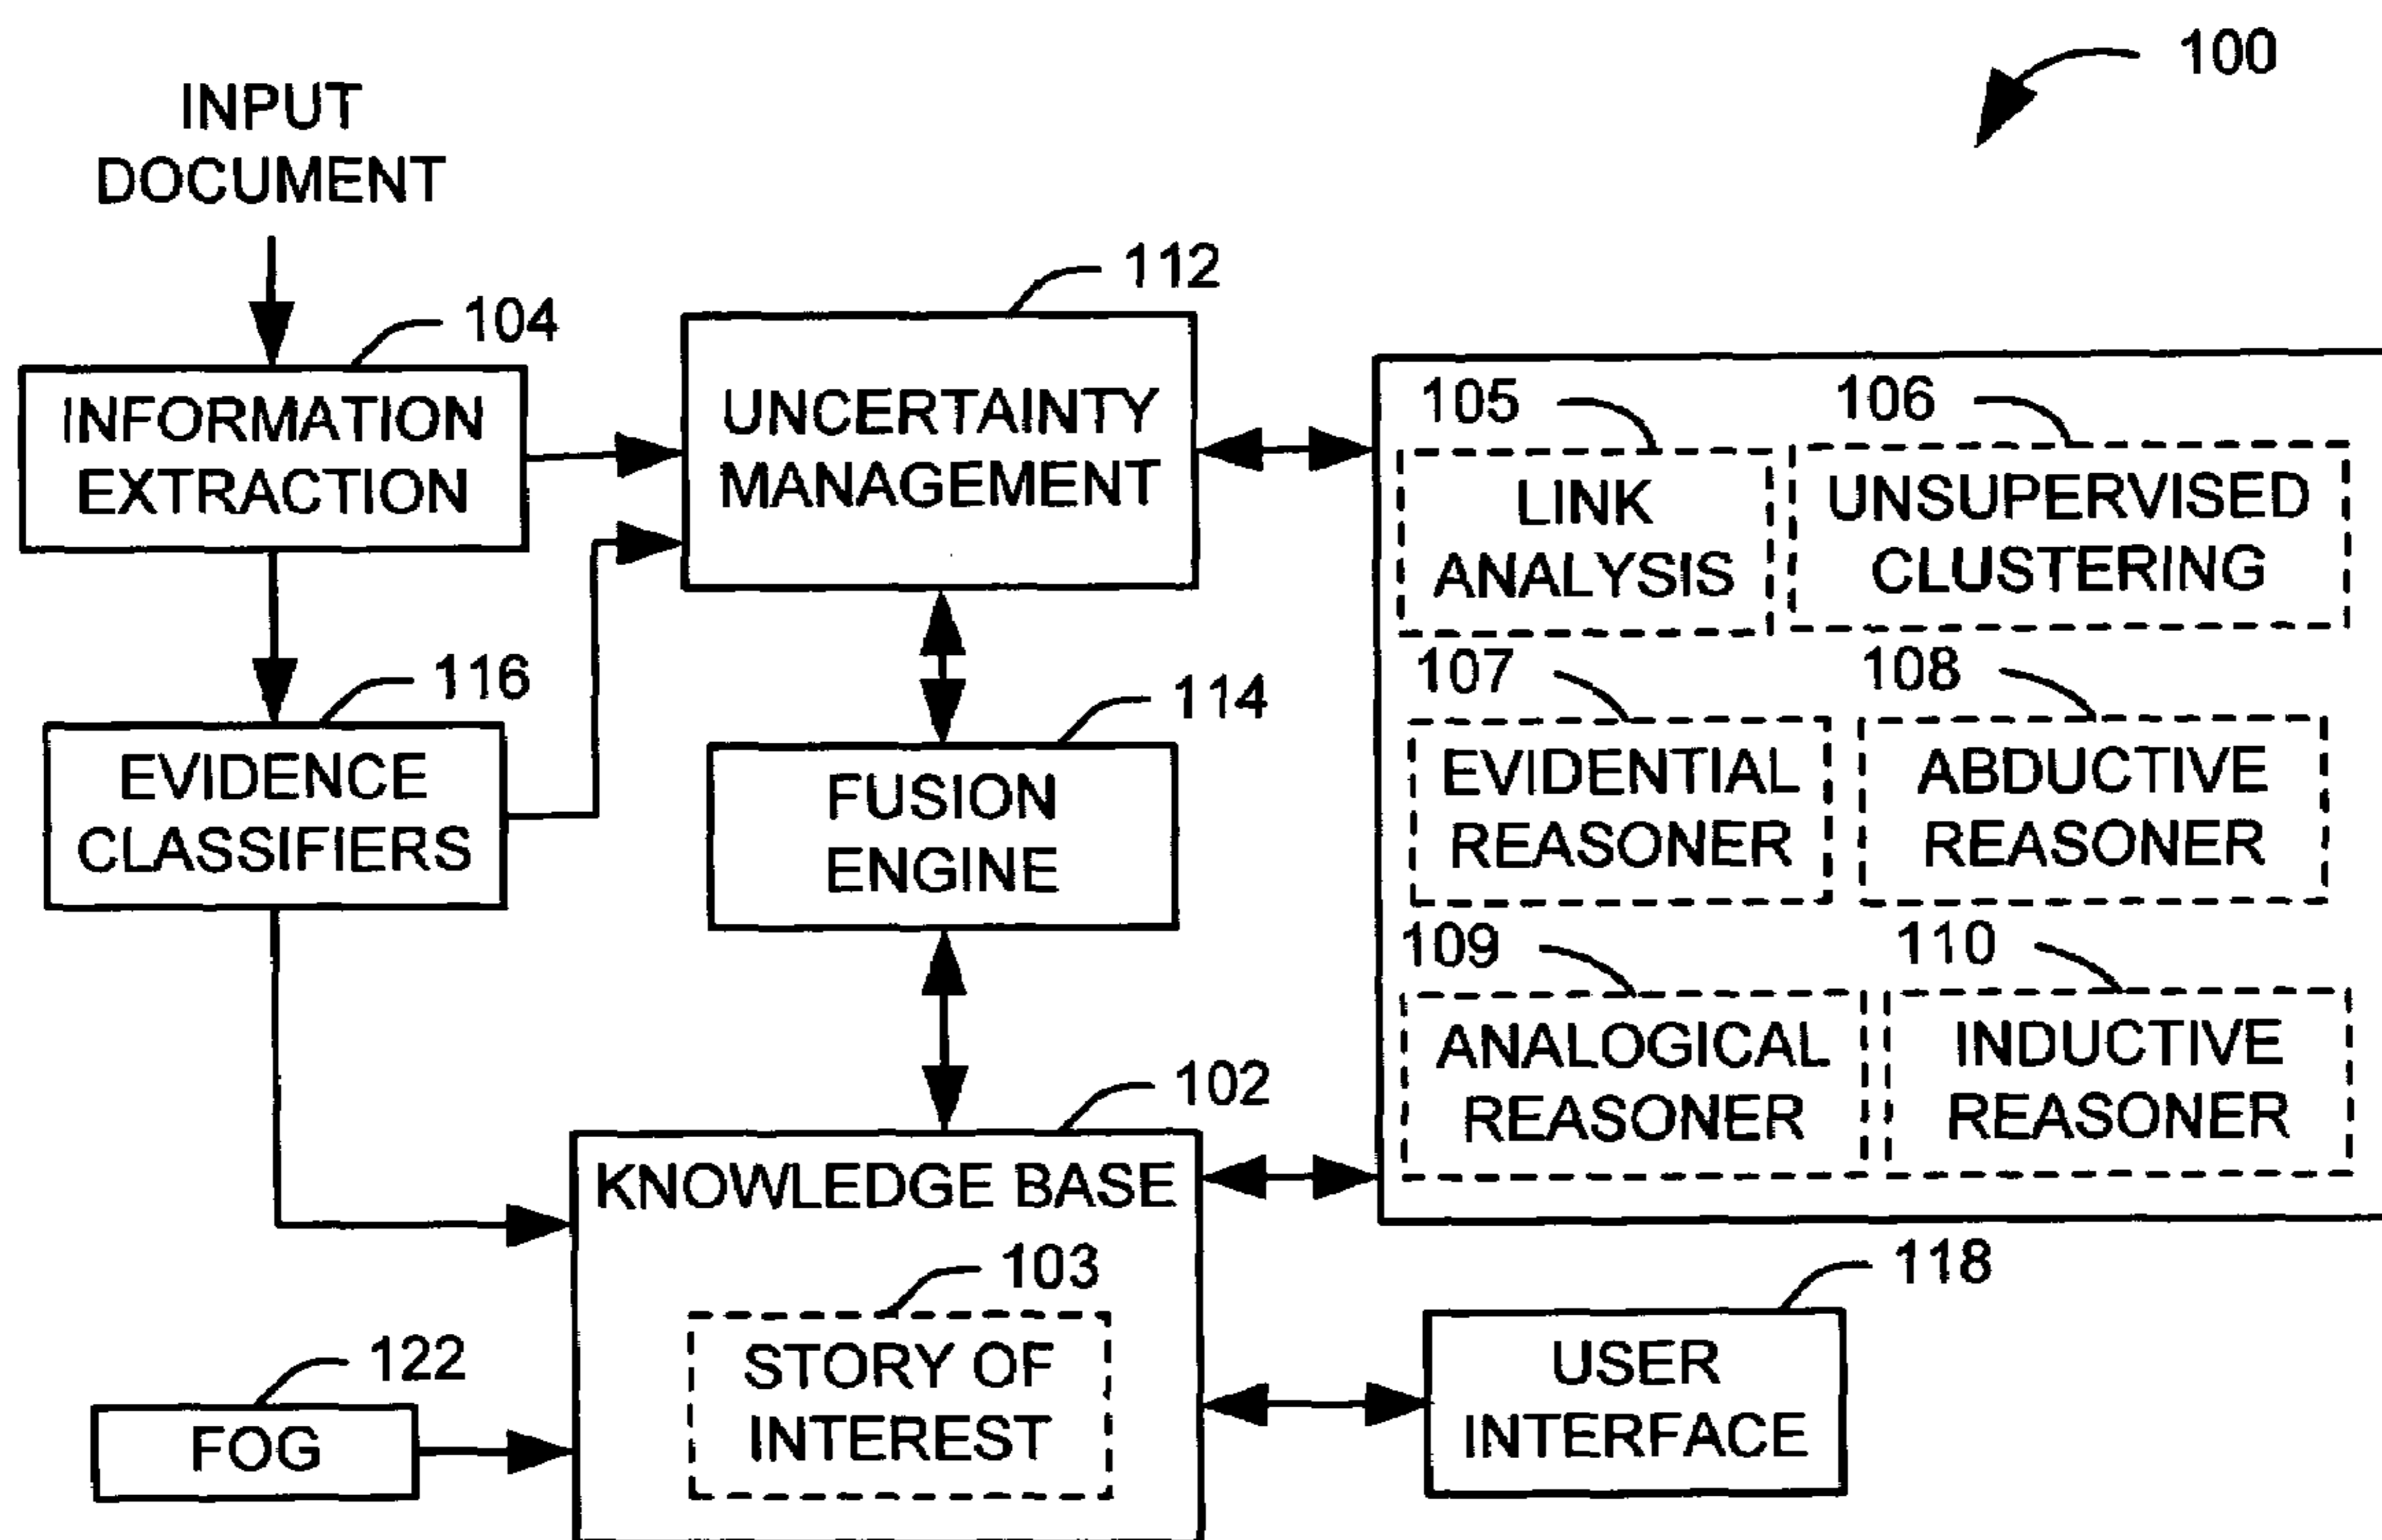 100
INPUT
DOCUMENT
112
104
INFORMATION
EXTRACTION
UNCERTAINTY
MANAGEMENT
105
106
LINK
ANALYSIS
UNSUPERVISED
CLUSTERING
116
EVIDENCE
CLASSIFIERS
114
FUSION
ENGINE
107
108
EVIDENTIAL
REASONER
ABDUCTIVE
REASONER
109
110
ANALOGICAL
REASONER
INDUCTIVE
REASONER
102
KNOWLEDGE BASE
103
STORY OF
INTEREST
118
USER
INTERFACE
122
FOG